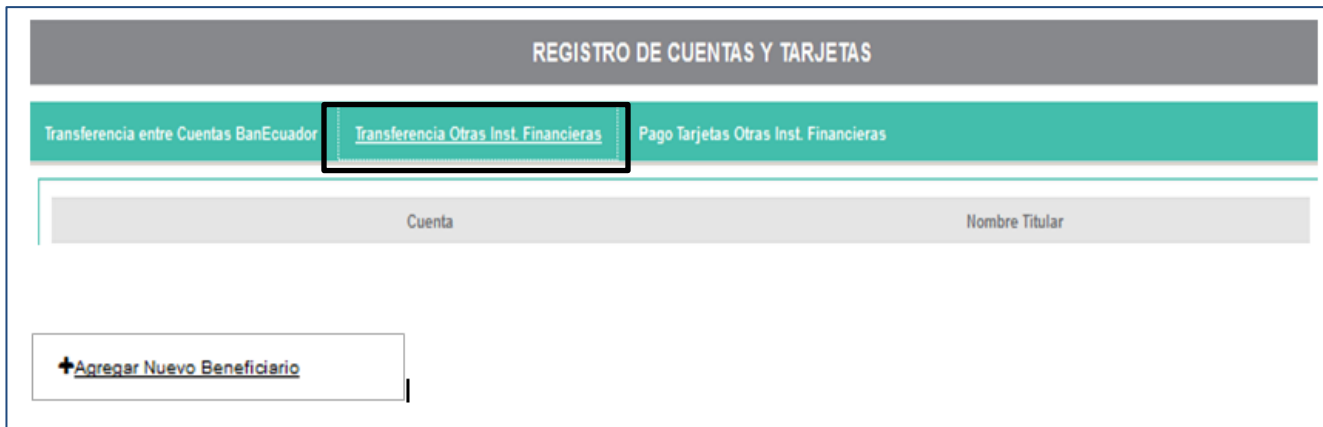 REGISTRO DE CUENTAS Y TARJETAS
Transferencia entre Cuentas BanEcuador Transferencia Otras Inst. Financieras Pago Tarjetas Otras Inst. Financieras
Cuenta Nombre Titular
+Agregar Nuevo Beneficiario